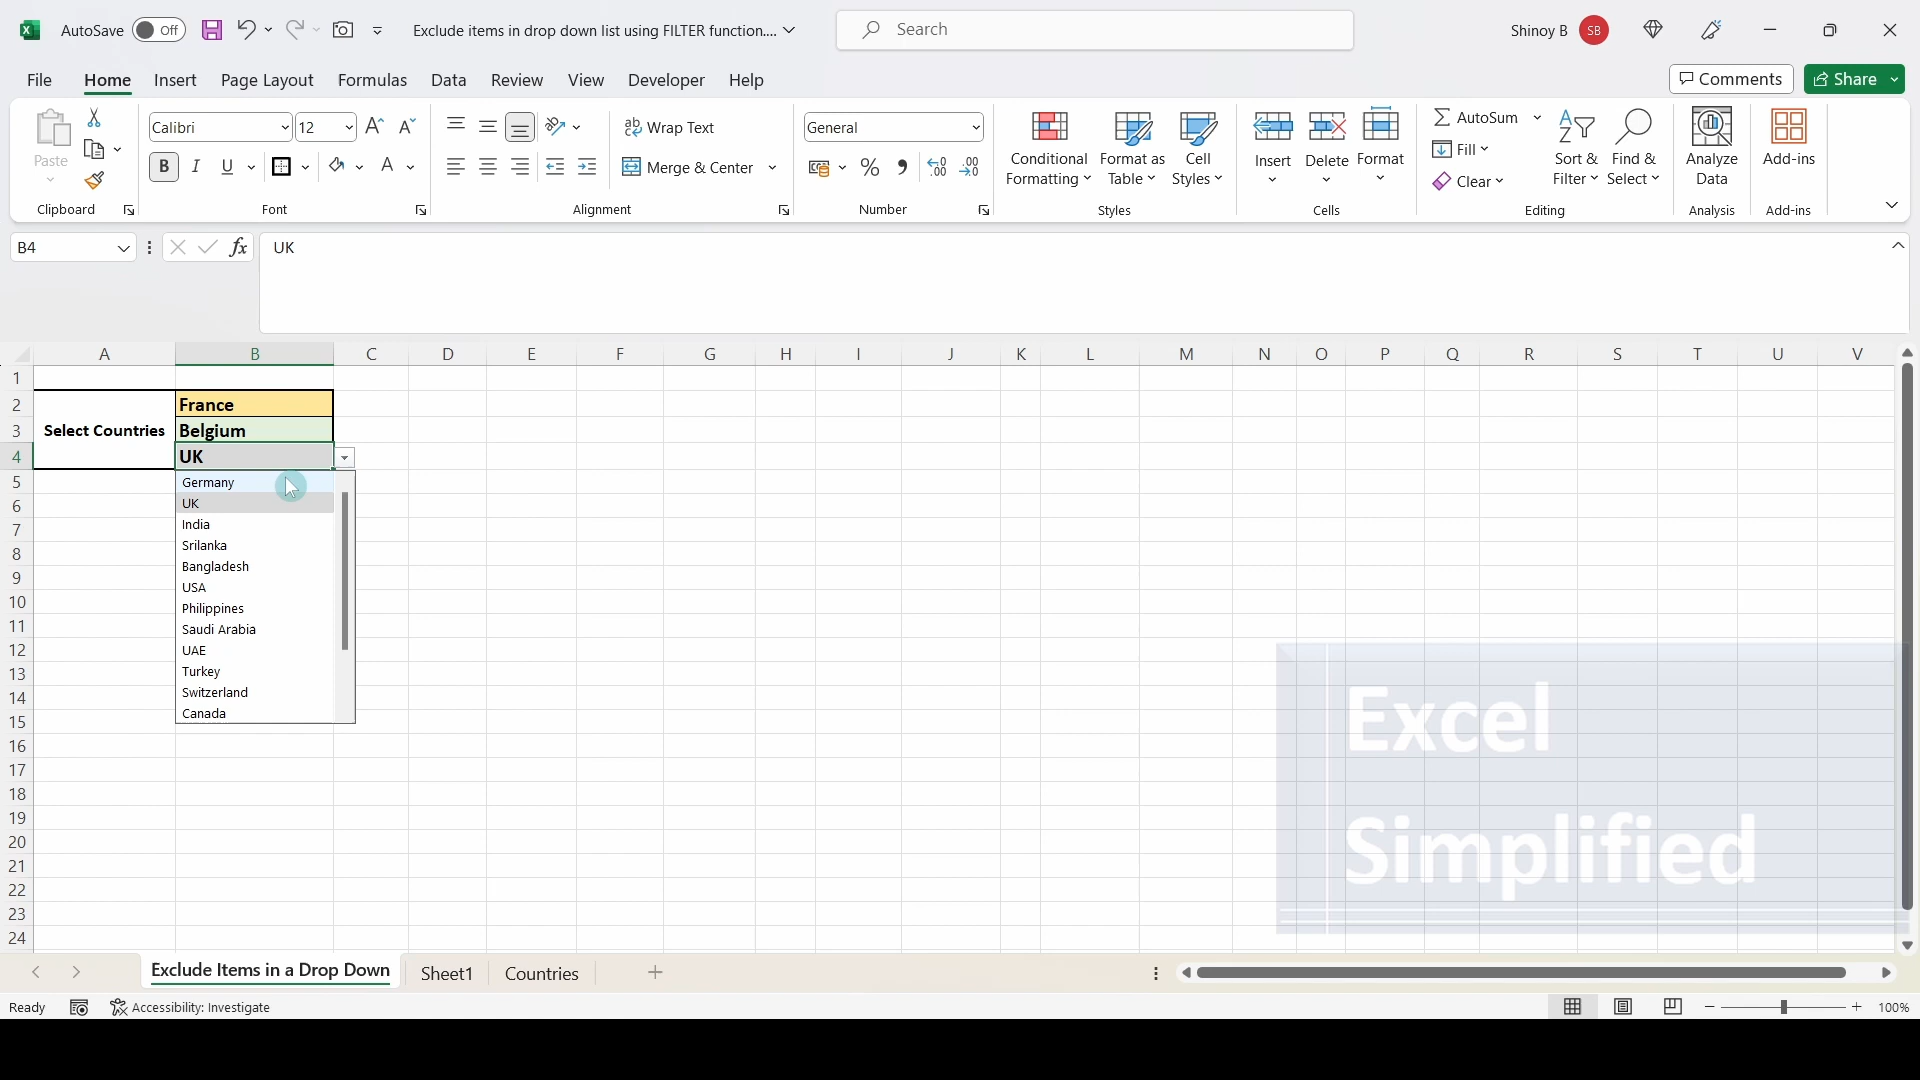 AutoSave Off Exclude items in drop down list using FILTER function.... Search Shinoy B SB
File Home Insert Page Layout Formulas Data Review View Developer Help Comments Share
Paste
Clipboard
Calibri 12
B I U A
Font
Wrap Text
Merge & Center
Alignment
General
Number
Conditional Formatting
Format as Table
Cell Styles
Styles
Insert Delete Format
Cells
AutoSum
Fill
Clear
Sort & Filter
Find & Select
Editing
Analyze Data
Analysis
Add-ins
Add-ins
B4 fx UK
A B C D E F G H I J K L M N O P Q R S T U V
1
2 France
3 Select Countries Belgium
4 UK
5 Germany
UK
6
7 India
8 Srilanka
9 Bangladesh
USA
10 Philippines
11 Saudi Arabia
12 UAE
13 Turkey
14 Switzerland
15 Canada
16
17
18
19
20
21
22
23
24
Excel
Simplified
Exclude Items in a Drop Down Sheet1 Countries
Ready Accessibility: Investigate 100%